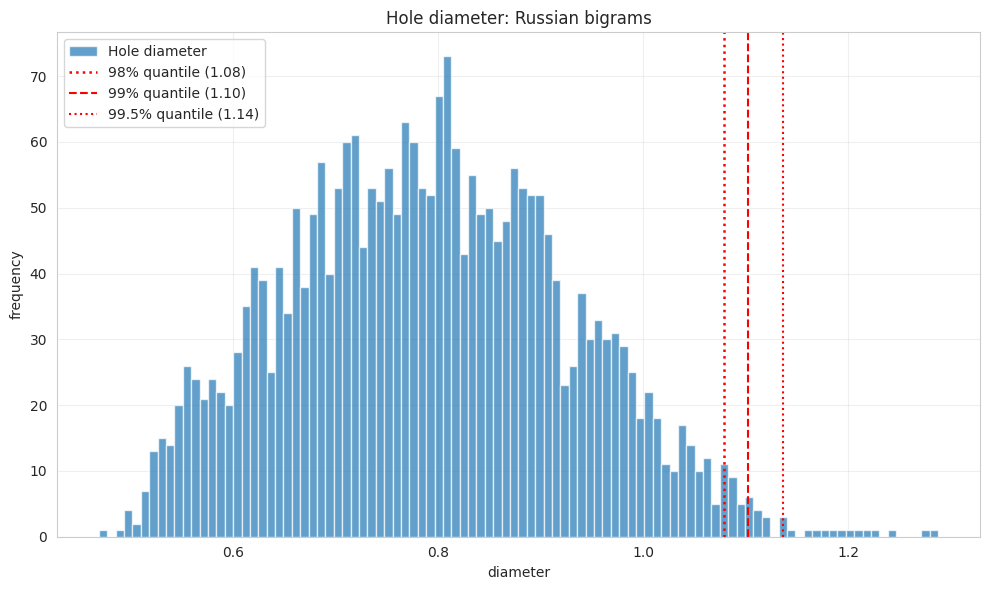 Hole diameter: Russian bigrams
Hole diameter
98% quantile (1.08)
99% quantile (1.10)
99.5% quantile (1.14)
frequency
70
60
50
40
30
20
10
0
0.6 0.8 1.0 1.2
diameter